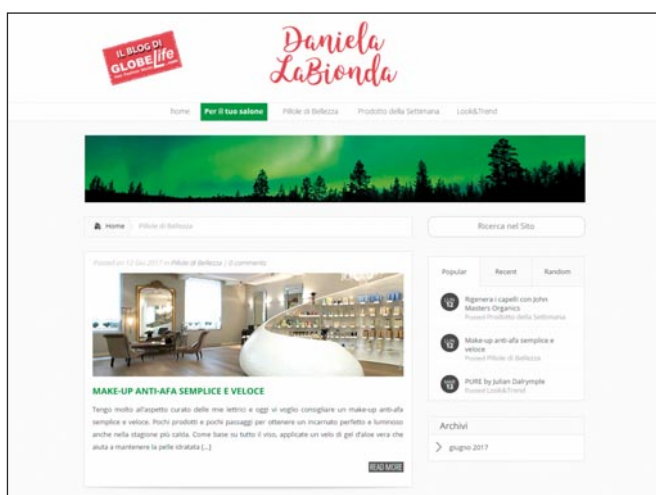 IL BLOG DI
GLOBElife
Daniela
LaBionda
home Per il tuo salone Pillole di Bellezza Prodotto della Settimana Look&Trend
Home Pillole di Bellezza
Ricerca nel Sito
Posted on 12 Giu 2017 in Pillole di Bellezza | 0 comments
MAKE-UP ANTI-AFA SEMPLICE E VELOCE
Tengo molto all'aspetto curato delle mie lettrici e oggi vi voglio consigliare un make-up anti-afa
semplice e veloce. Pochi prodotti e pochi passaggi per ottenere un incarnato perfetto e luminoso
anche nella stagione più calda. Come base su tutto il viso, applicate un velo di gel d'aloe vera che
aiuta a mantenere la pelle idratata [...]
READ MORE
Popular Recent Random
12
Rigenera i capelli con John
Masters Organics
Posted Prodotto della Settimana
12
Make-up anti-afa semplice e
veloce
Posted Pillole di Bellezza
PURE by Julian Dalrymple
Posted Look&Trend
Archivi
giugno 2017